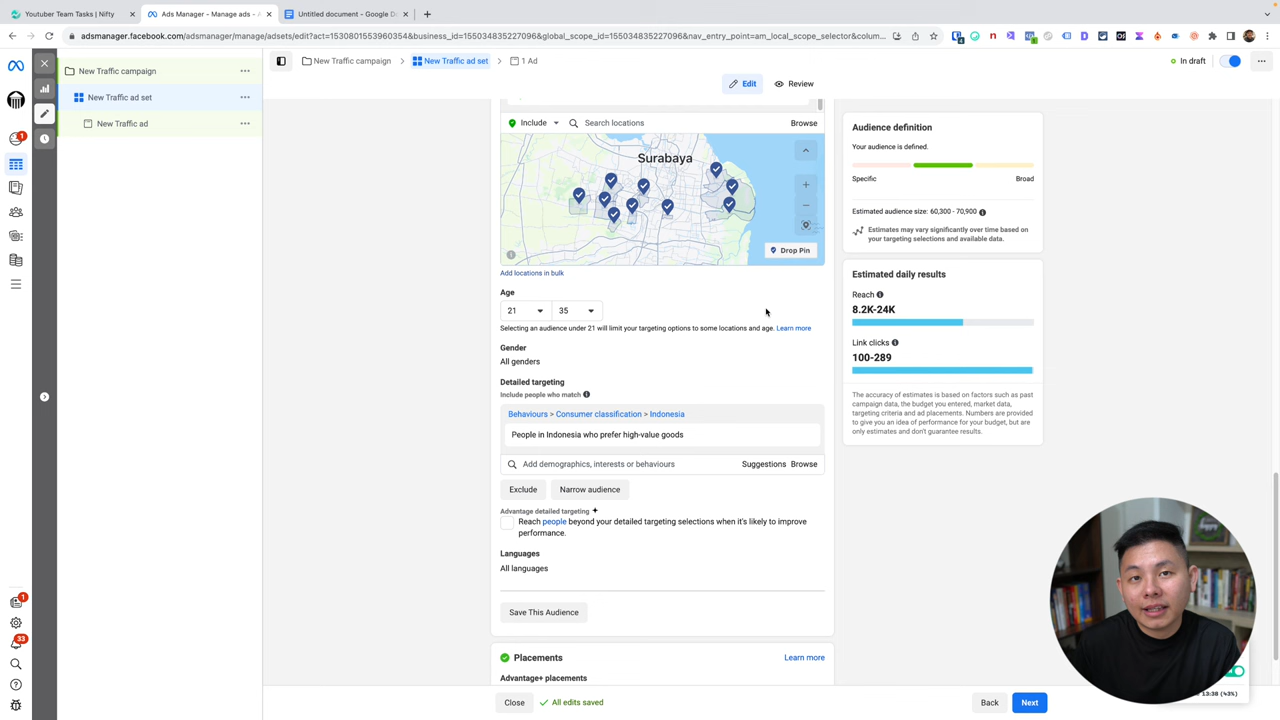 Youtuber Team Tasks | Nifty
Ads Manager - Manage ads - A
Untitled document - Google D
adsmanager.facebook.com/adsmanager/manage/adsets/edit?act=1530801553960354&business_id=155034835227096&global_scope_id=155034835227096&nav_entry_point=am_local_scope_selector&colum...
New Traffic campaign
New Traffic ad set
New Traffic ad
New Traffic campaign
New Traffic ad set
1 Ad
In draft
Edit
Review
Include
Search locations
Browse
Surabaya
Drop Pin
Add locations in bulk
Age
21
35
Selecting an audience under 21 will limit your targeting options to some locations and age. Learn more
Gender
All genders
Detailed targeting
Include people who match
Behaviours > Consumer classification > Indonesia
People in Indonesia who prefer high-value goods
Add demographics, interests or behaviours
Suggestions
Browse
Exclude
Narrow audience
Advantage detailed targeting
Reach people beyond your detailed targeting selections when it's likely to improve
performance.
Languages
All languages
Save This Audience
Placements
Learn more
Advantage+ placements
Close
All edits saved
Back
Next
Audience definition
Your audience is defined.
Specific
Broad
Estimated audience size: 60,300 - 70,900
Estimates may vary significantly over time based on
your targeting selections and available data.
Estimated daily results
Reach
8.2K-24K
Link clicks
100-289
The accuracy of estimates is based on factors such as past
campaign data, the budget you entered, market data,
targeting criteria and ad placements. Numbers are provided
to give you an idea of performance for your budget, but are
only estimates and don't guarantee results.
1
1
33
13:38 (43%)